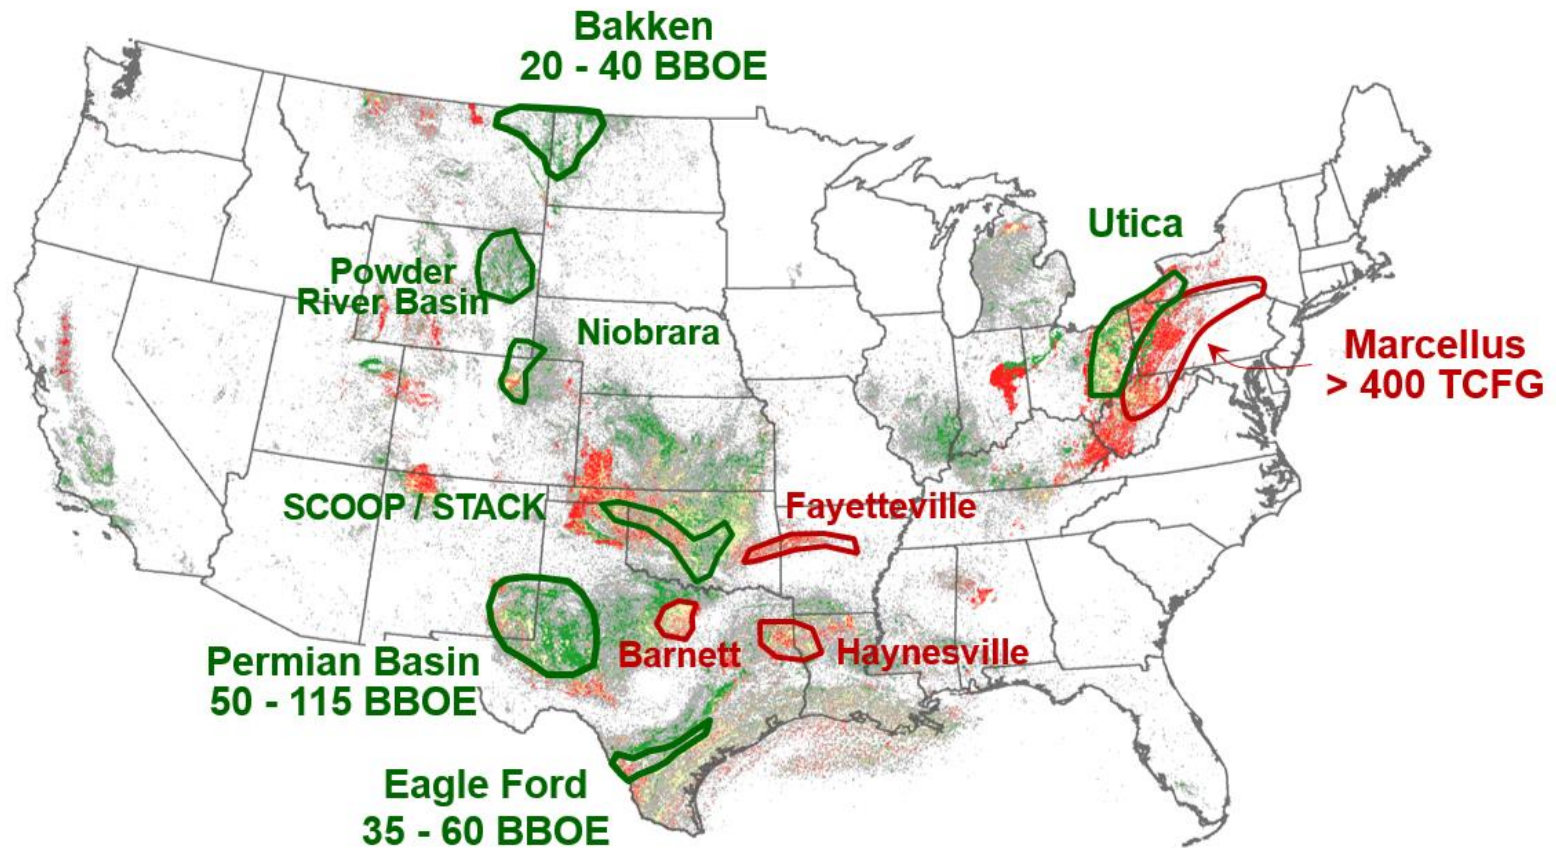 Bakken
20 - 40 BBOE
Utica
Powder
River Basin
Niobrara
Marcellus
> 400 TCFG
SCOOP / STACK
Fayetteville
Barnett
Haynesville
Permian Basin
50 - 115 BBOE
Eagle Ford
35 - 60 BBOE